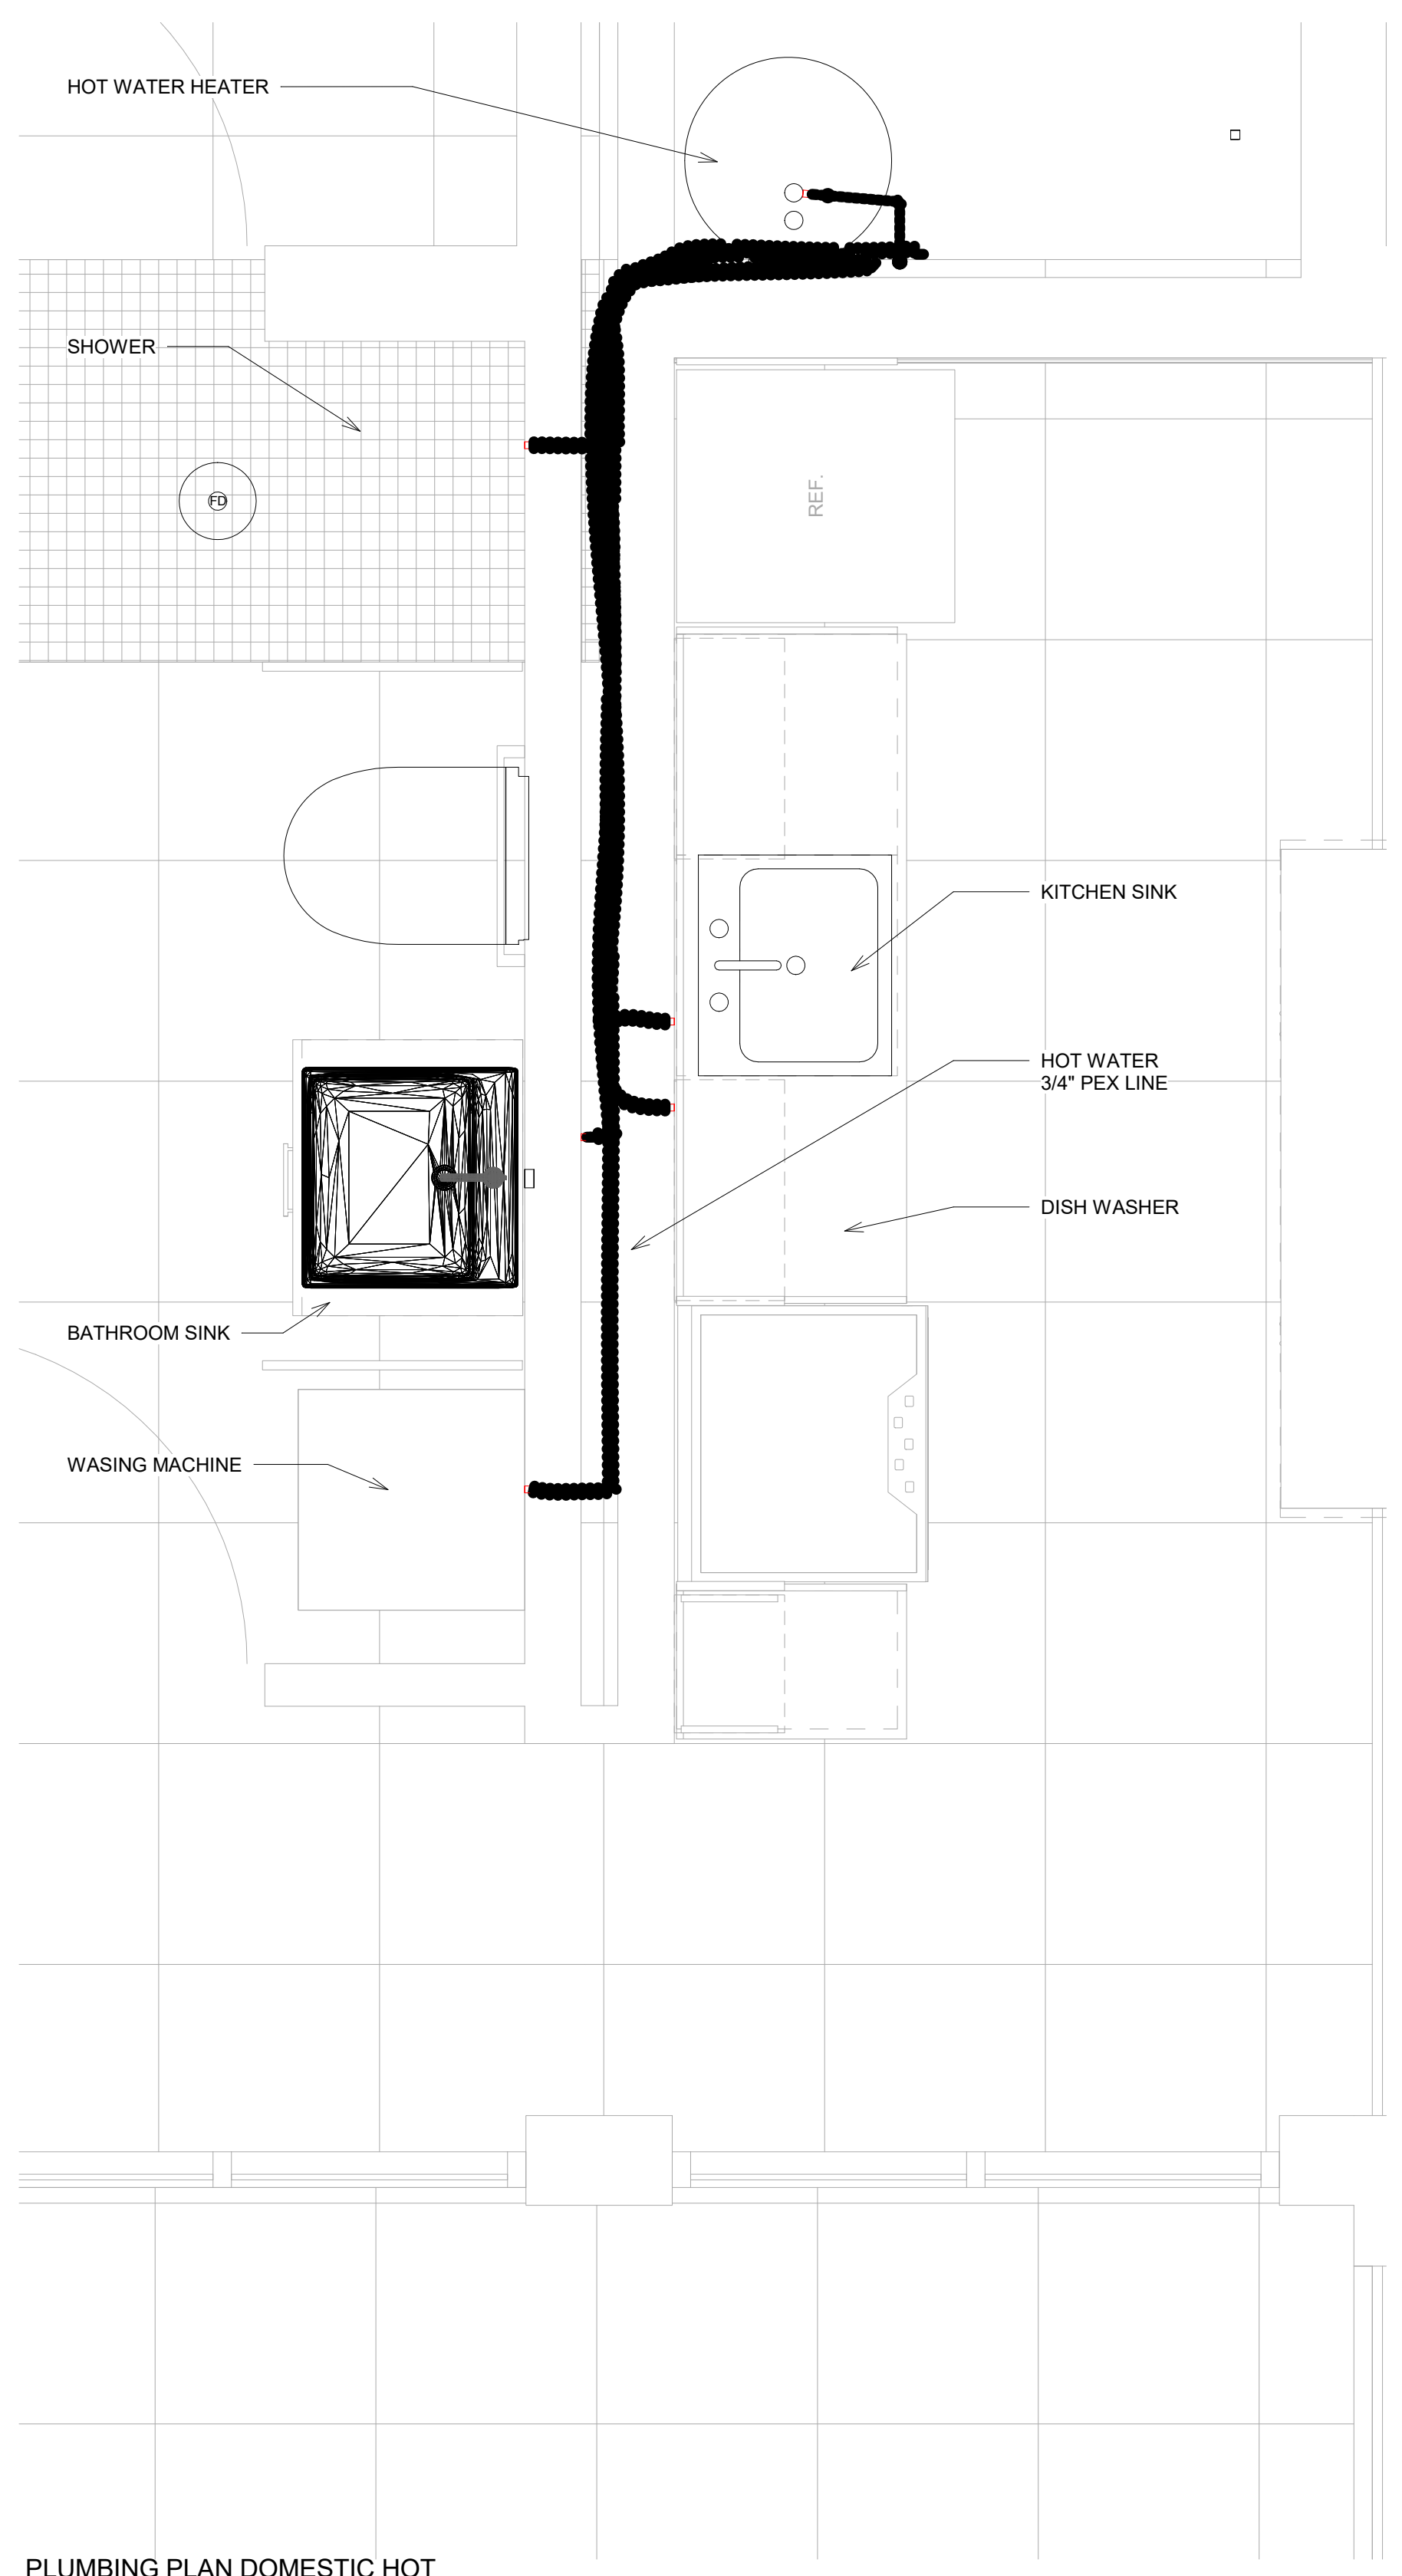 HOT WATER HEATER
SHOWER
FD
REF.
KITCHEN SINK
HOT WATER
3/4" PEX LINE
DISH WASHER
BATHROOM SINK
WASING MACHINE
PLUMBING PLAN DOMESTIC HOT